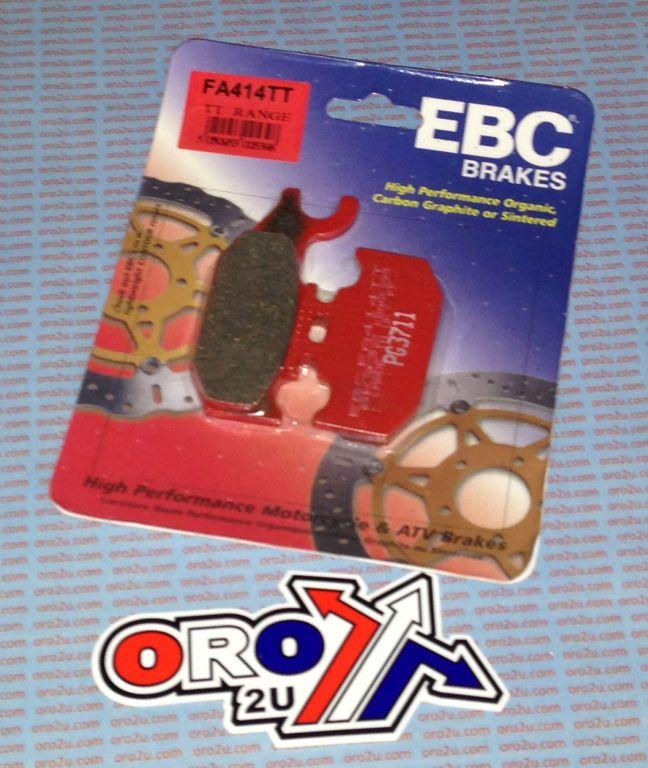 FA414TT
TT RANGE
EBC
BRAKES
High Performance Organic,
Carbon Graphite or Sintered
PG3711
High Performance Motorcycle & ATV Brakes
ORO
2U
oro2u.com